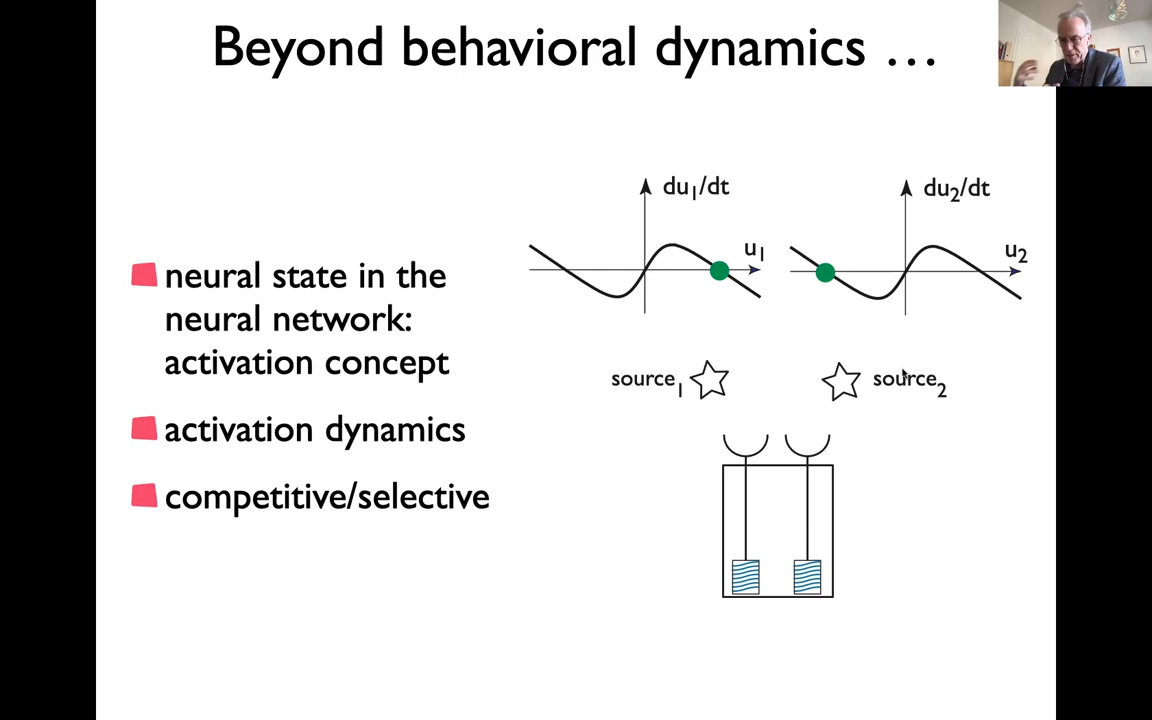 Beyond behavioral dynamics …
neural state in the
neural network:
activation concept
activation dynamics
competitive/selective
du1/dt
u1
du2/dt
u2
source1
source2